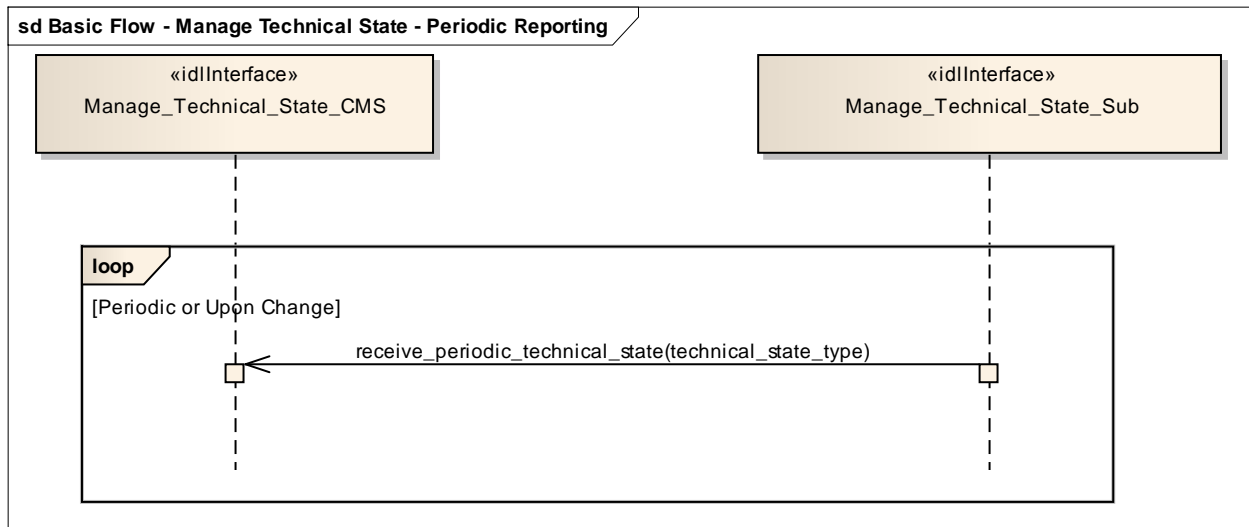 sd Basic Flow - Manage Technical State - Periodic Reporting
«idlInterface»
Manage_Technical_State_CMS
«idlInterface»
Manage_Technical_State_Sub
loop
[Periodic or Upon Change]
receive_periodic_technical_state(technical_state_type)